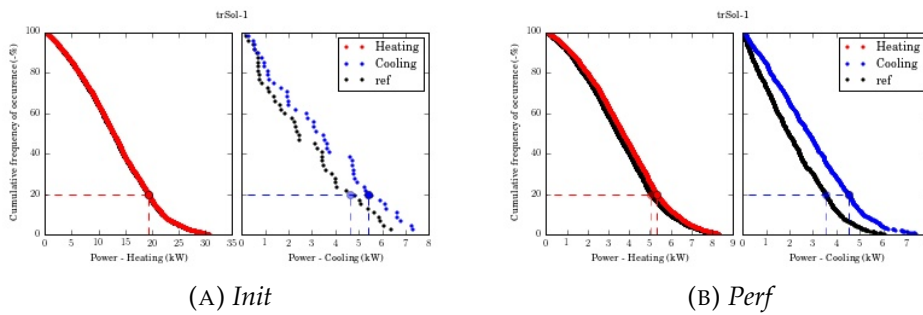 trSol-1
trSol-1
Cumulative frequency of occurence(-%)
100
80
60
40
20
0
0 5 10 15 20 25 30 35
Power - Heating (kW)
0 1 2 3 4 5 6 7 8
Power - Cooling (kW)
Heating
Cooling
ref
Cumulative frequency of occurence(-%)
100
80
60
40
20
0
0 1 2 3 4 5 6 7 8 9
Power - Heating (kW)
0 1 2 3 4 5 6 7 8
Power - Cooling (kW)
Heating
Cooling
ref
(A) Init
(B) Perf